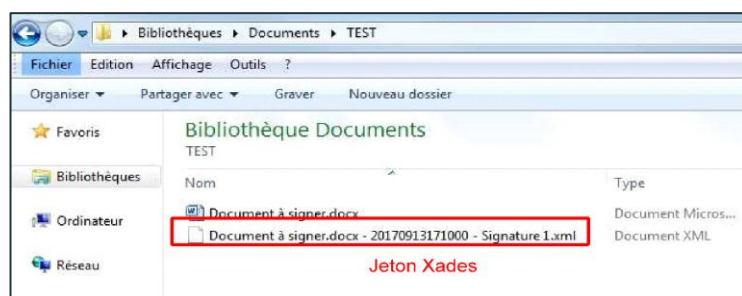 Bibliothèques Documents TEST
Fichier Edition Affichage Outils ?
Organiser Partager avec Graver Nouveau dossier
Favoris
Bibliothèques
Ordinateur
Réseau
Bibliothèque Documents
TEST
Nom Type
Document à signer.docx Document Micros...
Document à signer.docx - 20170913171000 - Signature 1.xml Document XML
Jeton Xades